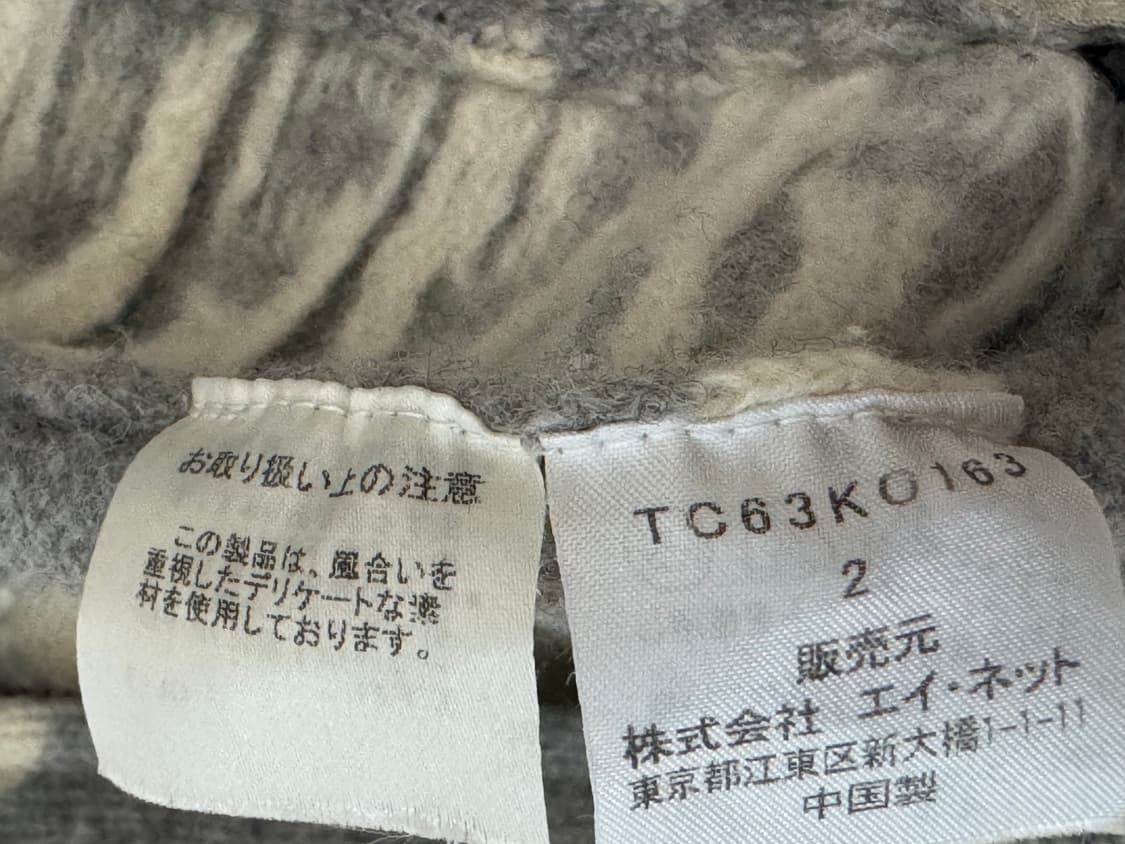 お取り扱い上の注意
この製品は、風合いを
重視したデリケートな素
材を使用しております。
TC63KO163
2
販売元
株式会社 エイ・ネット
東京都江東区新大橋1-1-11
中国製